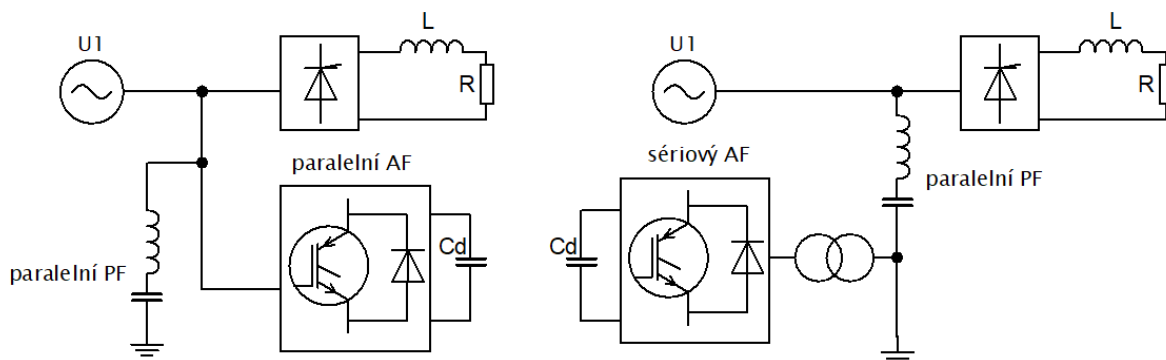 U1
L
R
paralelní AF
paralelní PF
Cd
U1
L
R
sériový AF
paralelní PF
Cd